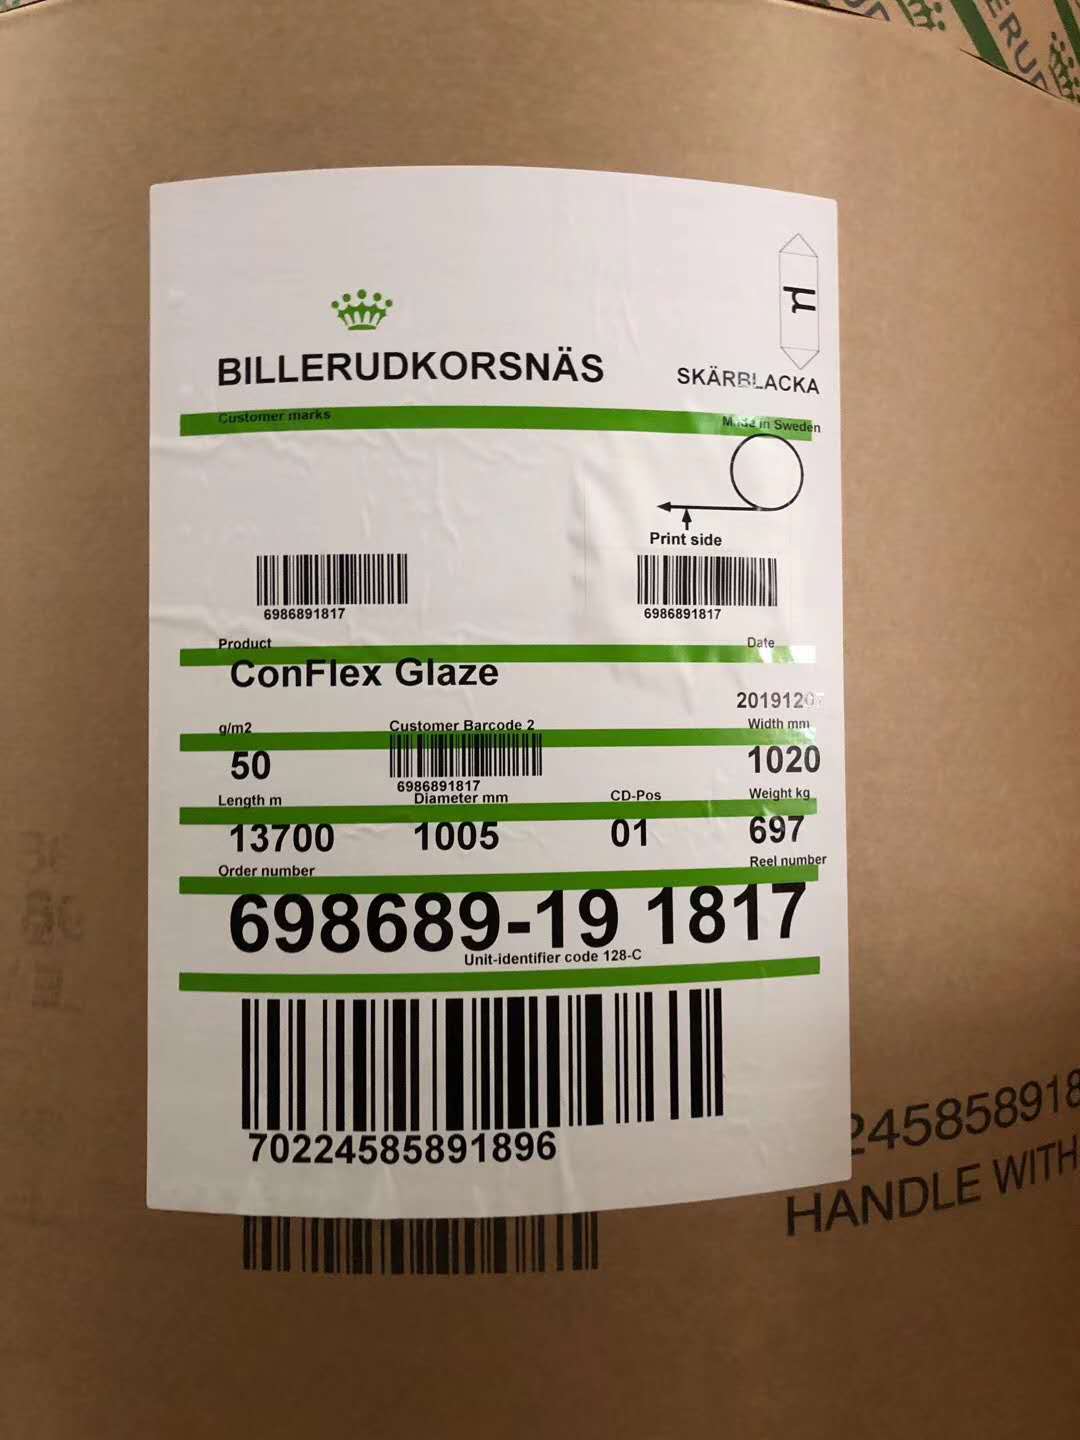 BILLERUDKORSNÄS
SKÄRBLACKA
Customer marks
Made in Sweden
Print side
6986891817
6986891817
Product
Date
ConFlex Glaze
20191207
g/m2
Customer Barcode 2
Width mm
50
6986891817
1020
Length m
Diameter mm
CD-Pos
Weight kg
13700
1005
01
697
Order number
Reel number
698689-19 1817
Unit-identifier code 128-C
70224585891896
HANDLE WITH